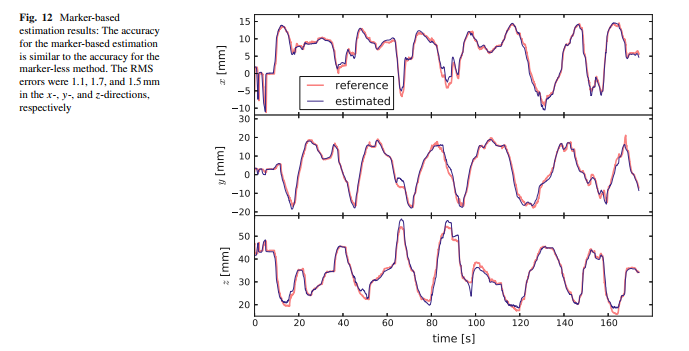 Fig. 12 Marker-based
estimation results: The accuracy
for the marker-based estimation
is similar to the accuracy for the
marker-less method. The RMS
errors were 1.1, 1.7, and 1.5 mm
in the x-, y-, and z-directions,
respectively
15
10
5
0
−5
−10
x [mm]
reference
estimated
30
20
10
0
−10
−20
y [mm]
50
40
30
20
z [mm]
0 20 40 60 80 100 120 140 160
time [s]